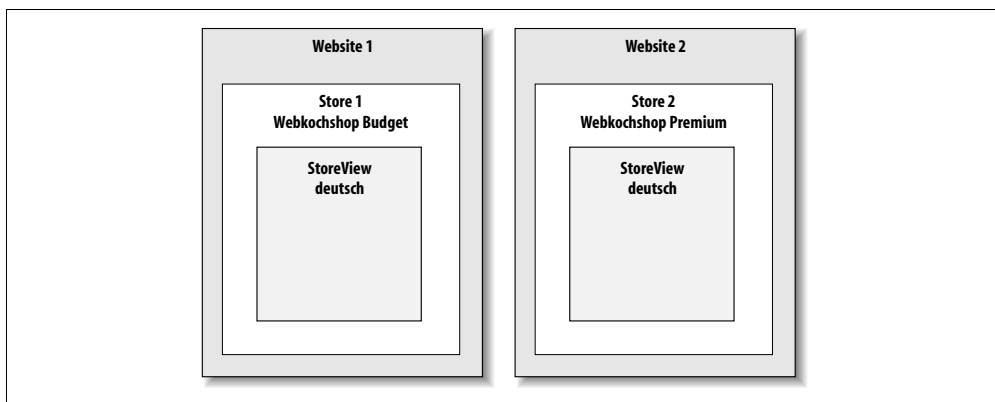 Website 1
Store 1
Webkochshop Budget
StoreView
deutsch
Website 2
Store 2
Webkochshop Premium
StoreView
deutsch